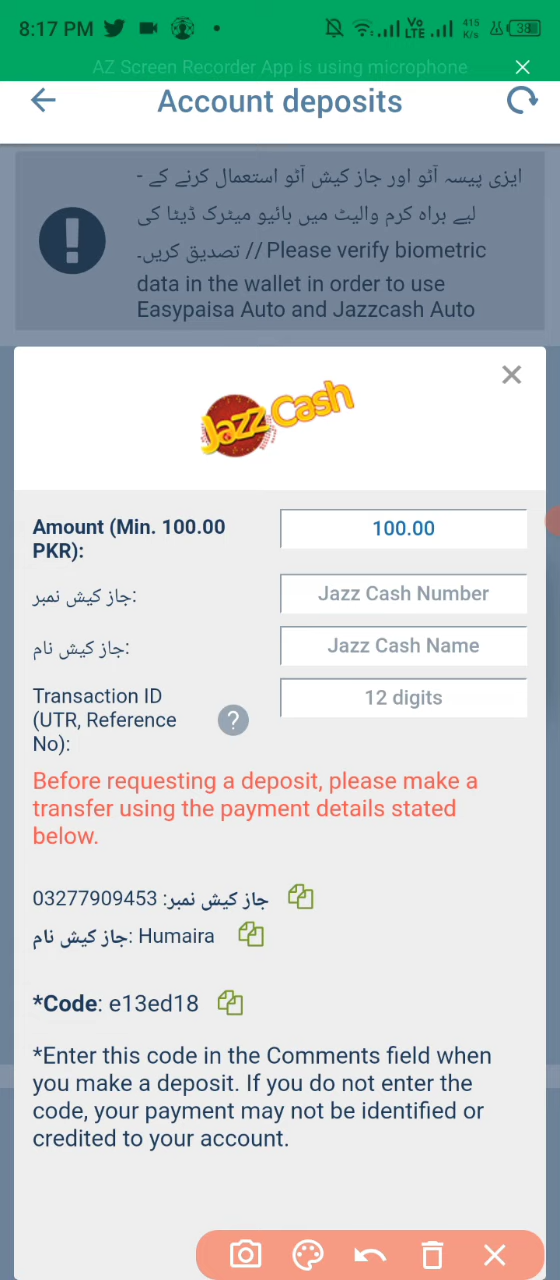 8:17 PM
Vo LTE
415 K/s
38
AZ Screen Recorder App is using microphone
Account deposits
ایزی پیسہ آٹو اور جاز کیش آٹو استعمال کرنے کے -
لیے براہ کرم والیٹ میں بائیو میٹرک ڈیٹا کی
تصدیق کریں۔ // Please verify biometric
data in the wallet in order to use
Easypaisa Auto and Jazzcash Auto
JazzCash
Amount (Min. 100.00
PKR):
100.00
جاز کیش نمبر:
Jazz Cash Number
جاز کیش نام:
Jazz Cash Name
Transaction ID
(UTR, Reference
No):
?
12 digits
Before requesting a deposit, please make a
transfer using the payment details stated
below.
جاز کیش نمبر: 03277909453
جاز کیش نام: Humaira
*Code: e13ed18
*Enter this code in the Comments field when
you make a deposit. If you do not enter the
code, your payment may not be identified or
credited to your account.